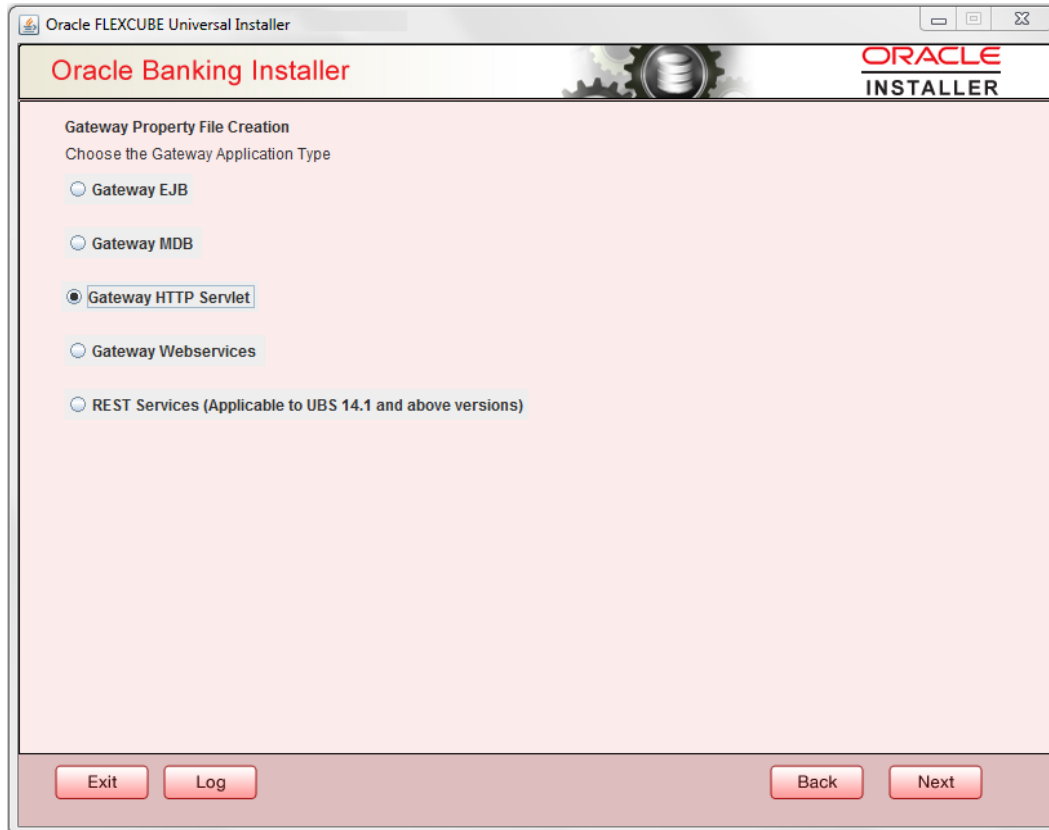 Oracle FLEXCUBE Universal Installer
Oracle Banking Installer
ORACLE
INSTALLER
Gateway Property File Creation
Choose the Gateway Application Type
Gateway EJB
Gateway MDB
Gateway HTTP Servlet
Gateway Webservices
REST Services (Applicable to UBS 14.1 and above versions)
Exit Log Back Next